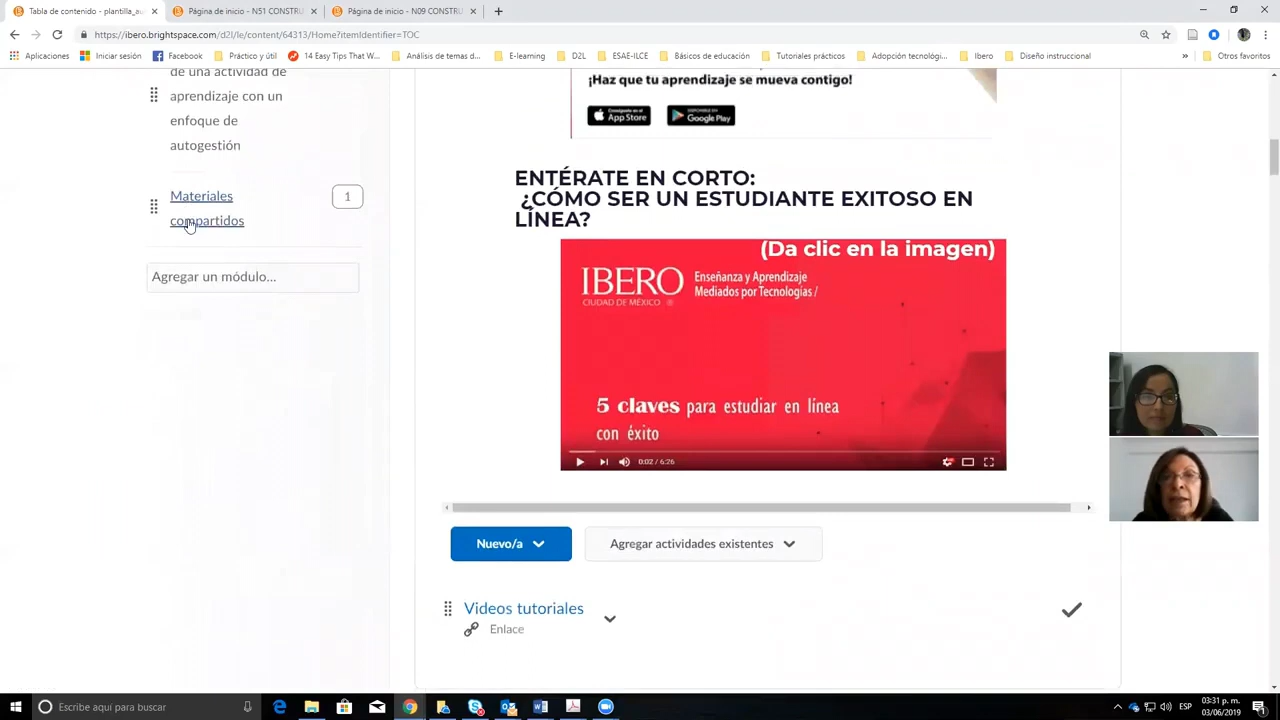 Tabla de contenido - plantilla_au
Página de inicio - N51 CONSTRU
Página de inicio - N09 CONSTRU
https://ibero.brightspace.com/d2l/le/content/64313/Home?itemIdentifier=TOC
Aplicaciones
Iniciar sesión
Facebook
Práctico y útil
14 Easy Tips That W...
Análisis de temas d...
E-learning
D2L
ESAE-ILCE
Básicos de educación
Tutoriales prácticos
Adopción tecnológi...
Ibero
Diseño instruccional
»
Otros favoritos
de una actividad de
aprendizaje con un
enfoque de
autogestión
Materiales
compartidos
1
Agregar un módulo...
¡Haz que tu aprendizaje se mueva contigo!
Consíguelo en el
App Store
DISPONIBLE EN
Google Play
ENTÉRATE EN CORTO:
¿CÓMO SER UN ESTUDIANTE EXITOSO EN
LÍNEA?
(Da clic en la imagen)
IBERO
CIUDAD DE MÉXICO
Enseñanza y Aprendizaje
Mediados por Tecnologías /
5 claves para estudiar en línea
con éxito
0:02 / 6:26
Nuevo/a
Agregar actividades existentes
Videos tutoriales
Enlace
Escribe aquí para buscar
ESP
03:31 p. m.
03/06/2019